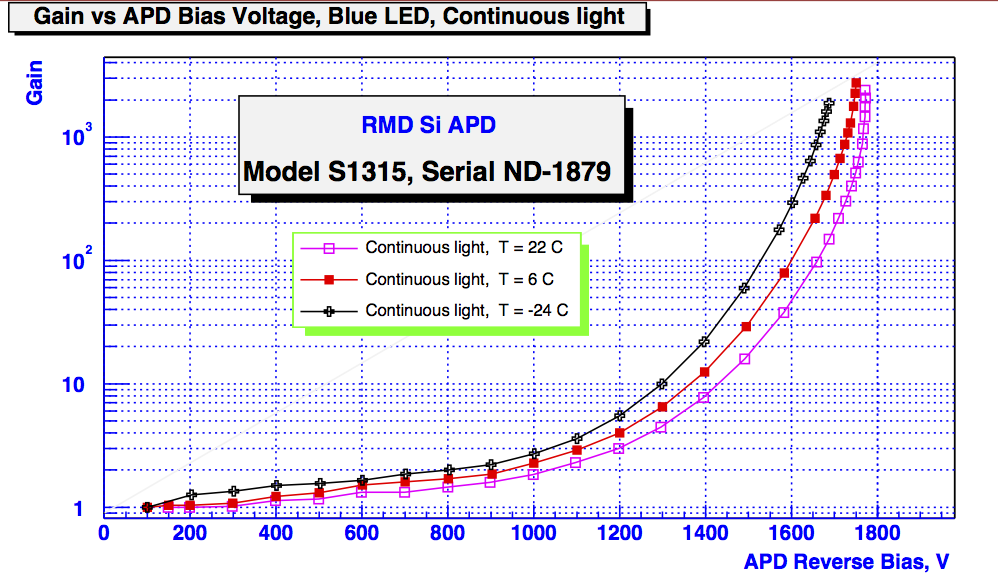 Gain vs APD Bias Voltage, Blue LED, Continuous light
Gain
RMD Si APD
Model S1315, Serial ND-1879
Continuous light, T = 22 C
Continuous light, T = 6 C
Continuous light, T = -24 C
10³
10²
10
1
0 200 400 600 800 1000 1200 1400 1600 1800
APD Reverse Bias, V